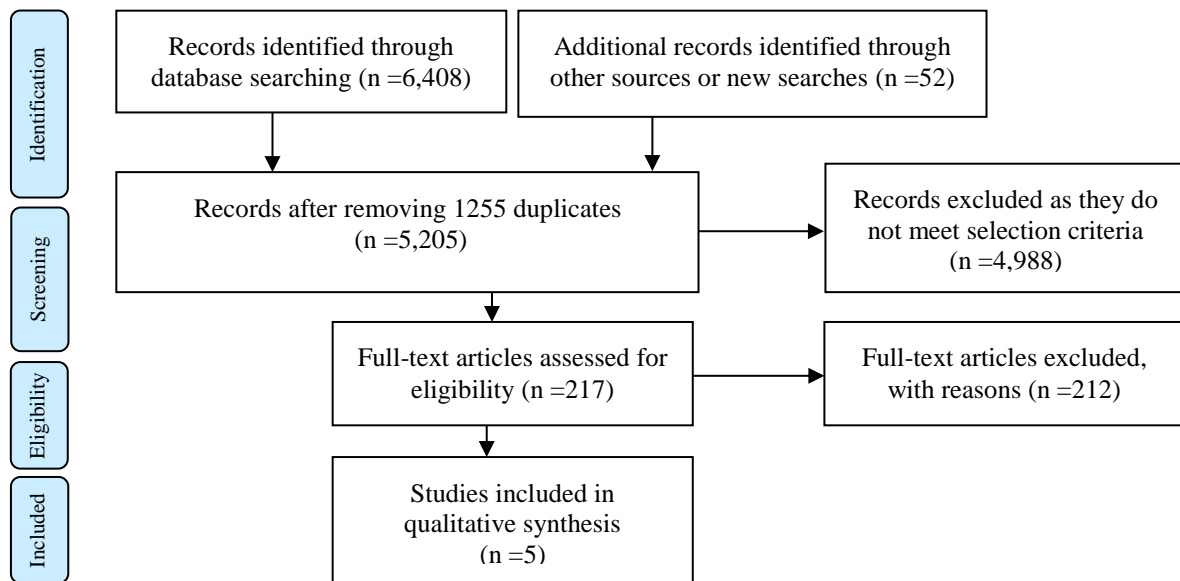 Identification
Records identified through
database searching (n =6,408)
Additional records identified through
other sources or new searches (n =52)
Screening
Records after removing 1255 duplicates
(n =5,205)
Records excluded as they do
not meet selection criteria
(n =4,988)
Eligibility
Full-text articles assessed for
eligibility (n =217)
Full-text articles excluded,
with reasons (n =212)
Included
Studies included in
qualitative synthesis
(n =5)